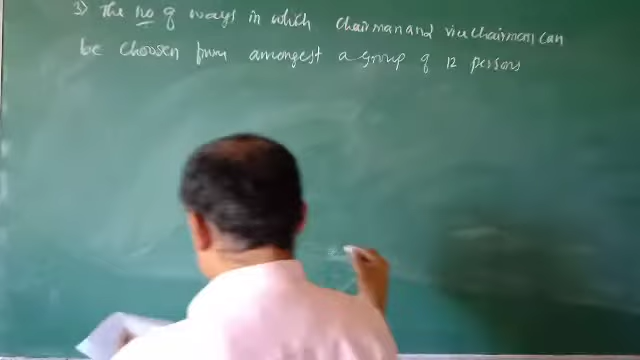 3) The no of ways in which chairman and vice chairman can
be choosen from amongest a group of 12 persons